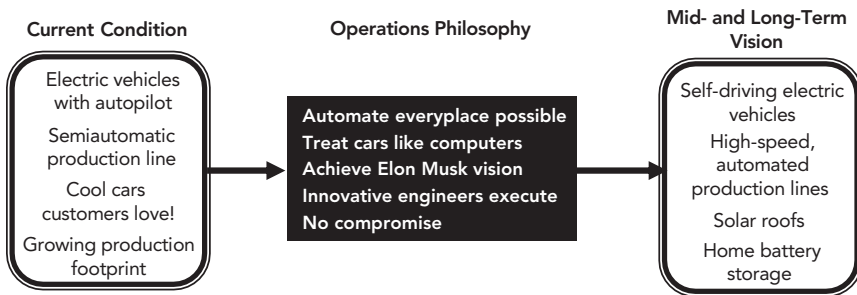 Current Condition
Electric vehicles
with autopilot
Semiautomatic
production line
Cool cars
customers love!
Growing production
footprint
Operations Philosophy
Automate everyplace possible
Treat cars like computers
Achieve Elon Musk vision
Innovative engineers execute
No compromise
Mid- and Long-Term
Vision
Self-driving electric
vehicles
High-speed,
automated
production lines
Solar roofs
Home battery
storage